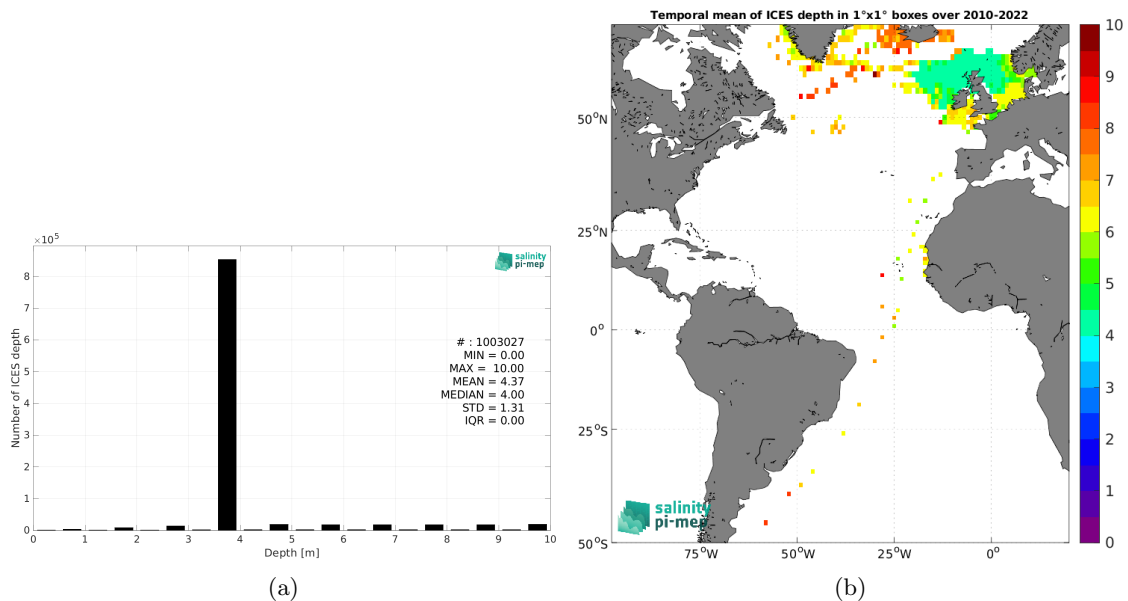 ×10⁵
8
7
6
5
4
3
2
1
0
Number of ICES depth
0 1 2 3 4 5 6 7 8 9 10
Depth [m]
salinity
pi-mep
# : 1003027
MIN = 0.00
MAX = 10.00
MEAN = 4.37
MEDIAN = 4.00
STD = 1.31
IQR = 0.00
(a)
Temporal mean of ICES depth in 1°x1° boxes over 2010-2022
50°N
25°N
0°
25°S
50°S
75°W 50°W 25°W 0°
salinity
pi-mep
10
9
8
7
6
5
4
3
2
1
0
(b)